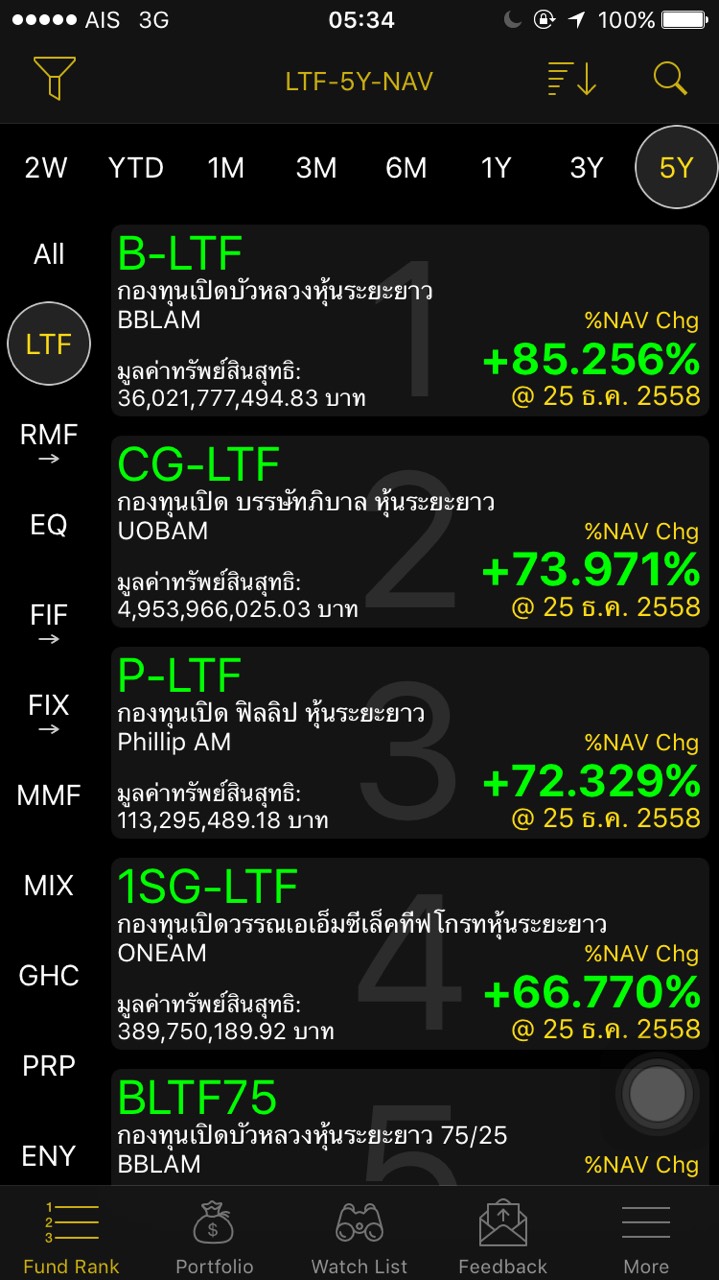 AIS 3G 05:34 100%
LTF-5Y-NAV
2W YTD 1M 3M 6M 1Y 3Y 5Y
All
LTF
RMF
EQ
FIF
FIX
MMF
MIX
GHC
PRP
ENY
1
B-LTF
กองทุนเปิดบัวหลวงหุ้นระยะยาว
BBLAM
%NAV Chg
+85.256%
มูลค่าทรัพย์สินสุทธิ:
36,021,777,494.83 บาท
@ 25 ธ.ค. 2558
2
CG-LTF
กองทุนเปิด บรรษัทภิบาล หุ้นระยะยาว
UOBAM
%NAV Chg
+73.971%
มูลค่าทรัพย์สินสุทธิ:
4,953,966,025.03 บาท
@ 25 ธ.ค. 2558
3
P-LTF
กองทุนเปิด ฟิลลิป หุ้นระยะยาว
Phillip AM
%NAV Chg
+72.329%
มูลค่าทรัพย์สินสุทธิ:
113,295,489.18 บาท
@ 25 ธ.ค. 2558
4
1SG-LTF
กองทุนเปิดวรรณเอเอ็มซีเล็คทีฟโกรทหุ้นระยะยาว
ONEAM
%NAV Chg
+66.770%
มูลค่าทรัพย์สินสุทธิ:
389,750,189.92 บาท
@ 25 ธ.ค. 2558
5
BLTF75
กองทุนเปิดบัวหลวงหุ้นระยะยาว 75/25
BBLAM
%NAV Chg
1
2
3
$
Fund Rank Portfolio Watch List Feedback More